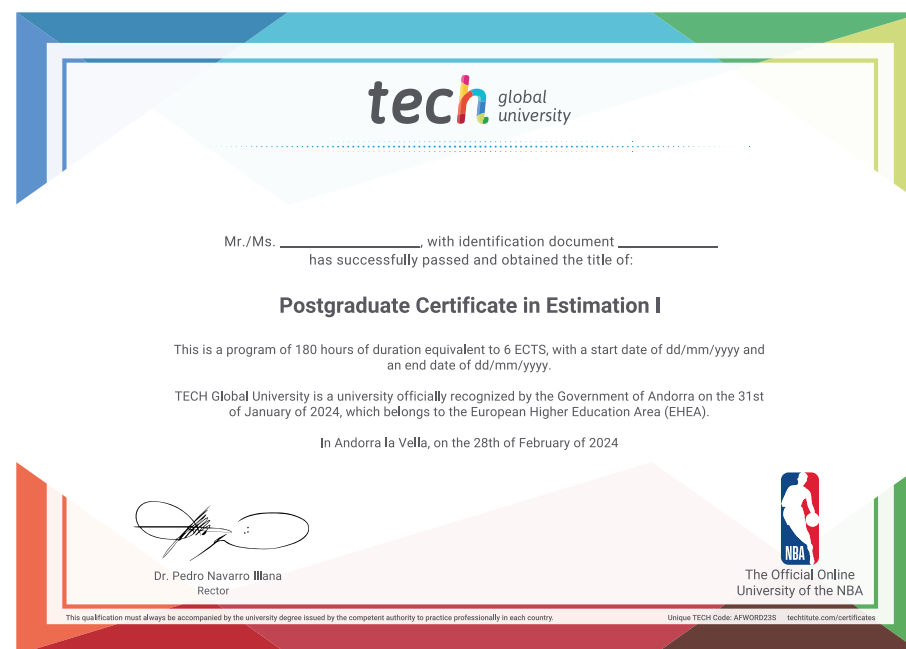 tech global university
Mr./Ms. ____________________, with identification document ______________
has successfully passed and obtained the title of:
Postgraduate Certificate in Estimation I
This is a program of 180 hours of duration equivalent to 6 ECTS, with a start date of dd/mm/yyyy and
an end date of dd/mm/yyyy.
TECH Global University is a university officially recognized by the Government of Andorra on the 31st
of January of 2024, which belongs to the European Higher Education Area (EHEA).
In Andorra la Vella, on the 28th of February of 2024
Dr. Pedro Navarro Illana
Rector
NBA
The Official Online
University of the NBA
This qualification must always be accompanied by the university degree issued by the competent authority to practice professionally in each country.
Unique TECH Code: AFWORD23S techtitute.com/certificates